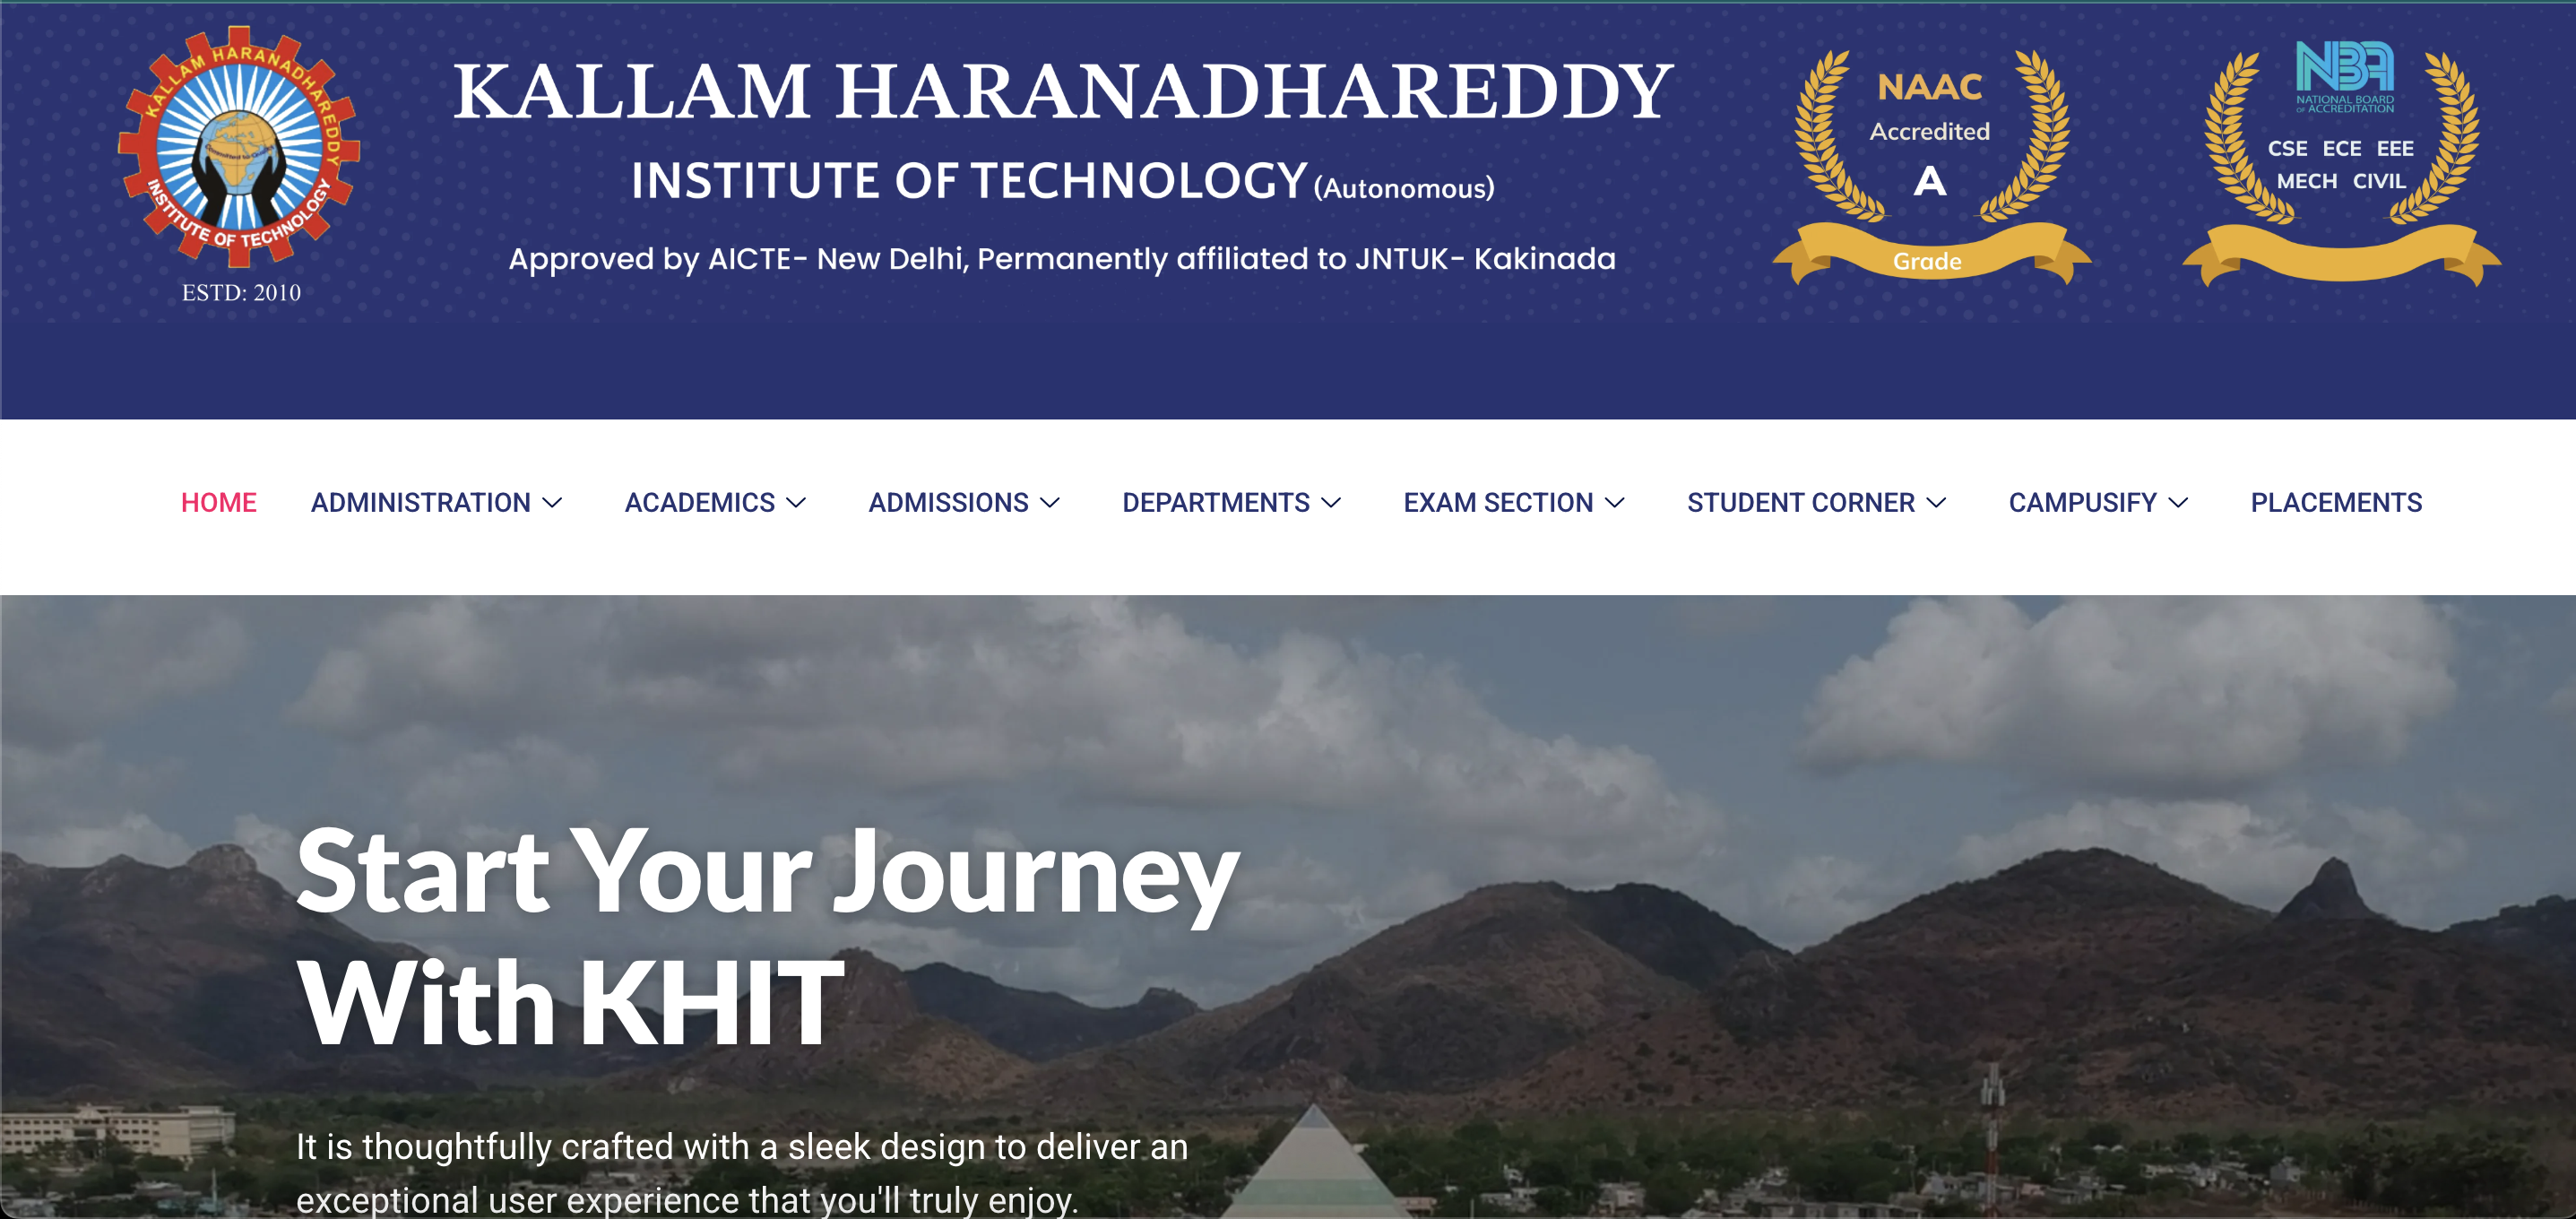 KALLAM HARANADHAREDDY
INSTITUTE OF TECHNOLOGY
ESTD: 2010
KALLAM HARANADHAREDDY
INSTITUTE OF TECHNOLOGY (Autonomous)
Approved by AICTE- New Delhi, Permanently affiliated to JNTUK- Kakinada
NAAC
Accredited
A
Grade
NBA
NATIONAL BOARD
OF ACCREDITATION
CSE ECE EEE
MECH CIVIL
HOME ADMINISTRATION ACADEMICS ADMISSIONS DEPARTMENTS EXAM SECTION STUDENT CORNER CAMPUSIFY PLACEMENTS
Start Your Journey
With KHIT
It is thoughtfully crafted with a sleek design to deliver an
exceptional user experience that you'll truly enjoy.